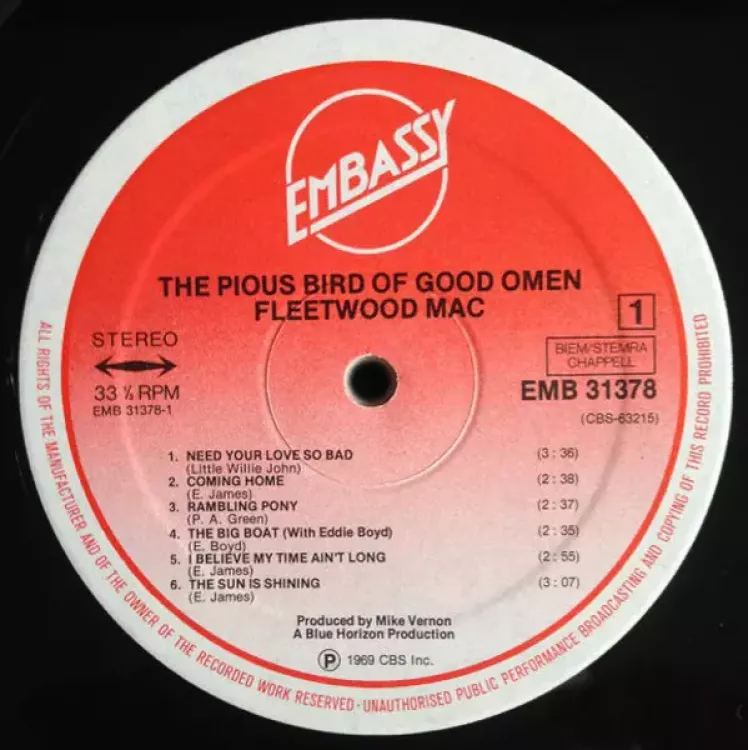 EMBASSY
THE PIOUS BIRD OF GOOD OMEN
FLEETWOOD MAC
1
STEREO
33 ⅓ RPM
EMB 31378-1
BIEM/STEMRA
CHAPPELL
EMB 31378
(CBS-63215)
1. NEED YOUR LOVE SO BAD (3 : 36)
(Little Willie John)
2. COMING HOME (2 : 38)
(E. James)
3. RAMBLING PONY (2 : 37)
(P. A. Green)
4. THE BIG BOAT (With Eddie Boyd) (2 : 35)
(E. Boyd)
5. I BELIEVE MY TIME AIN'T LONG (2 : 55)
(E. James)
6. THE SUN IS SHINING (3 : 07)
(E. James)
Produced by Mike Vernon
A Blue Horizon Production
Ⓟ 1969 CBS Inc.
ALL RIGHTS OF THE MANUFACTURER AND OF THE OWNER OF THE RECORDED WORK RESERVED · UNAUTHORISED PUBLIC PERFORMANCE BROADCASTING AND COPYING OF THIS RECORD PROHIBITED